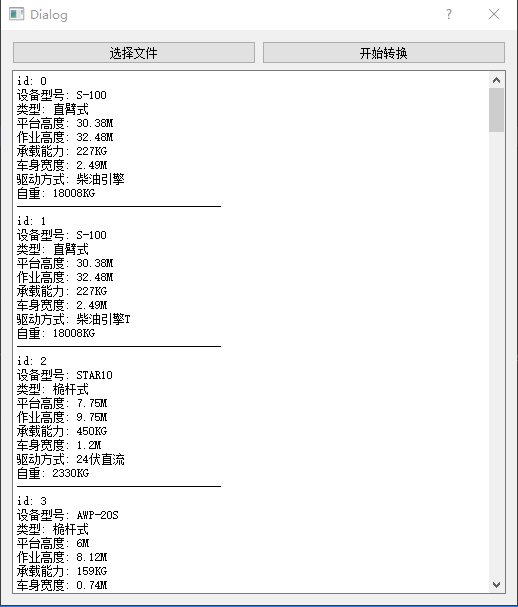 Dialog
选择文件 开始转换
id: 0
设备型号: S-100
类型: 直臂式
平台高度: 30.38M
作业高度: 32.48M
承载能力: 227KG
车身宽度: 2.49M
驱动方式: 柴油引擎
自重: 18008KG
id: 1
设备型号: S-100
类型: 直臂式
平台高度: 30.38M
作业高度: 32.48M
承载能力: 227KG
车身宽度: 2.49M
驱动方式: 柴油引擎T
自重: 18008KG
id: 2
设备型号: STAR10
类型: 桅杆式
平台高度: 7.75M
作业高度: 9.75M
承载能力: 450KG
车身宽度: 1.2M
驱动方式: 24伏直流
自重: 2330KG
id: 3
设备型号: AWP-20S
类型: 桅杆式
平台高度: 6M
作业高度: 8.12M
承载能力: 159KG
车身宽度: 0.74M